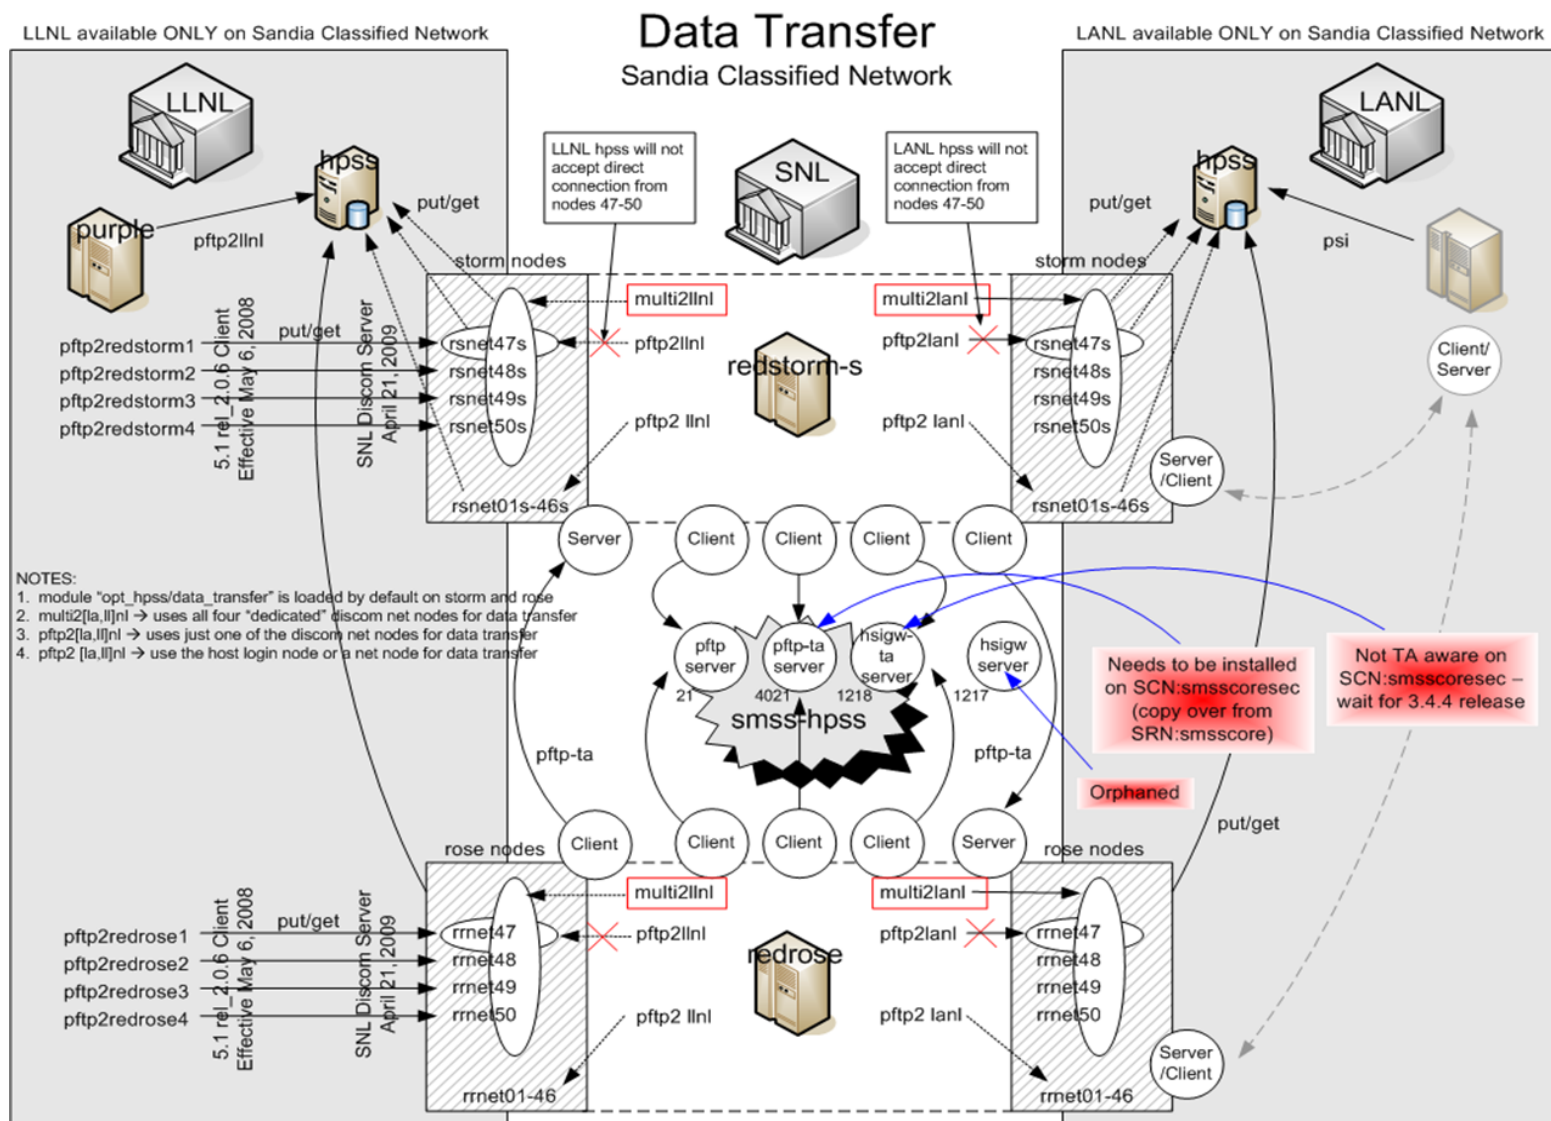 Data Transfer
Sandia Classified Network
LLNL available ONLY on Sandia Classified Network
LANL available ONLY on Sandia Classified Network
LLNL
hpss
purple
pftp2llnl
put/get
LLNL hpss will not
accept direct
connection from
nodes 47-50
SNL
LANL hpss will not
accept direct
connection from
nodes 47-50
LANL
hpss
put/get
psi
storm nodes
storm nodes
multi2llnl
multi2lanl
pftp2redstorm1
pftp2redstorm2
pftp2redstorm3
pftp2redstorm4
put/get
5.1 rel_2.0.6 Client
Effective May 6, 2008
SNL Discom Server
April 21, 2009
rsnet47s
rsnet48s
rsnet49s
rsnet50s
rsnet01s-46s
pftp2llnl
pftp2 llnl
redstorm-s
pftp2lanl
pftp2 lanl
rsnet47s
rsnet48s
rsnet49s
rsnet50s
rsnet01s-46s
Client/
Server
Server
/Client
Server
Client
Client
Client
Client
NOTES:
1. module "opt_hpss/data_transfer" is loaded by default on storm and rose
2. multi2[la,ll]nl → uses all four "dedicated" discom net nodes for data transfer
3. pftp2[la,ll]nl → uses just one of the discom net nodes for data transfer
4. pftp2 [la,ll]nl → use the host login node or a net node for data transfer
pftp
server
21
pftp-ta
server
4021
hsigw-
ta
server
1218
hsigw
server
1217
smss-hpss
pftp-ta
pftp-ta
Needs to be installed
on SCN:smsscoresec
(copy over from
SRN:smsscore)
Not TA aware on
SCN:smsscoresec –
wait for 3.4.4 release
Orphaned
put/get
Client
Client
Client
Client
Server
rose nodes
rose nodes
multi2llnl
multi2lanl
pftp2redrose1
pftp2redrose2
pftp2redrose3
pftp2redrose4
put/get
5.1 rel_2.0.6 Client
Effective May 6, 2008
SNL Discom Server
April 21, 2009
rrnet47
rrnet48
rrnet49
rrnet50
rrnet01-46
pftp2llnl
pftp2 llnl
redrose
pftp2lanl
pftp2 lanl
rrnet47
rrnet48
rrnet49
rrnet50
rrnet01-46
Server
/Client